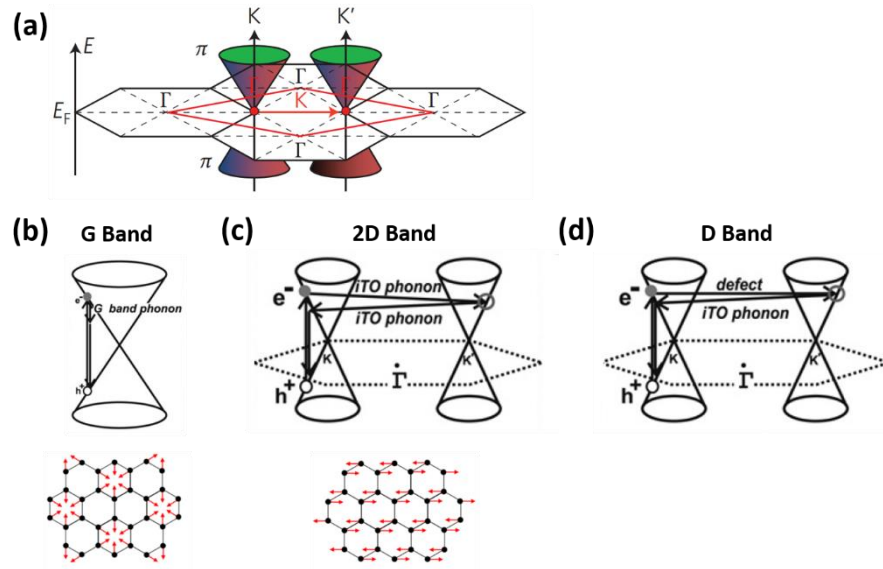 (a)
E
E_F
K
K'
π
Γ
Γ
K
Γ
Γ
π
(b) G Band
e⁻
G band phonon
h⁺
(c) 2D Band
e⁻
iTO phonon
iTO phonon
K
K'
Γ
h⁺
(d) D Band
e⁻
defect
iTO phonon
K
K'
Γ
h⁺